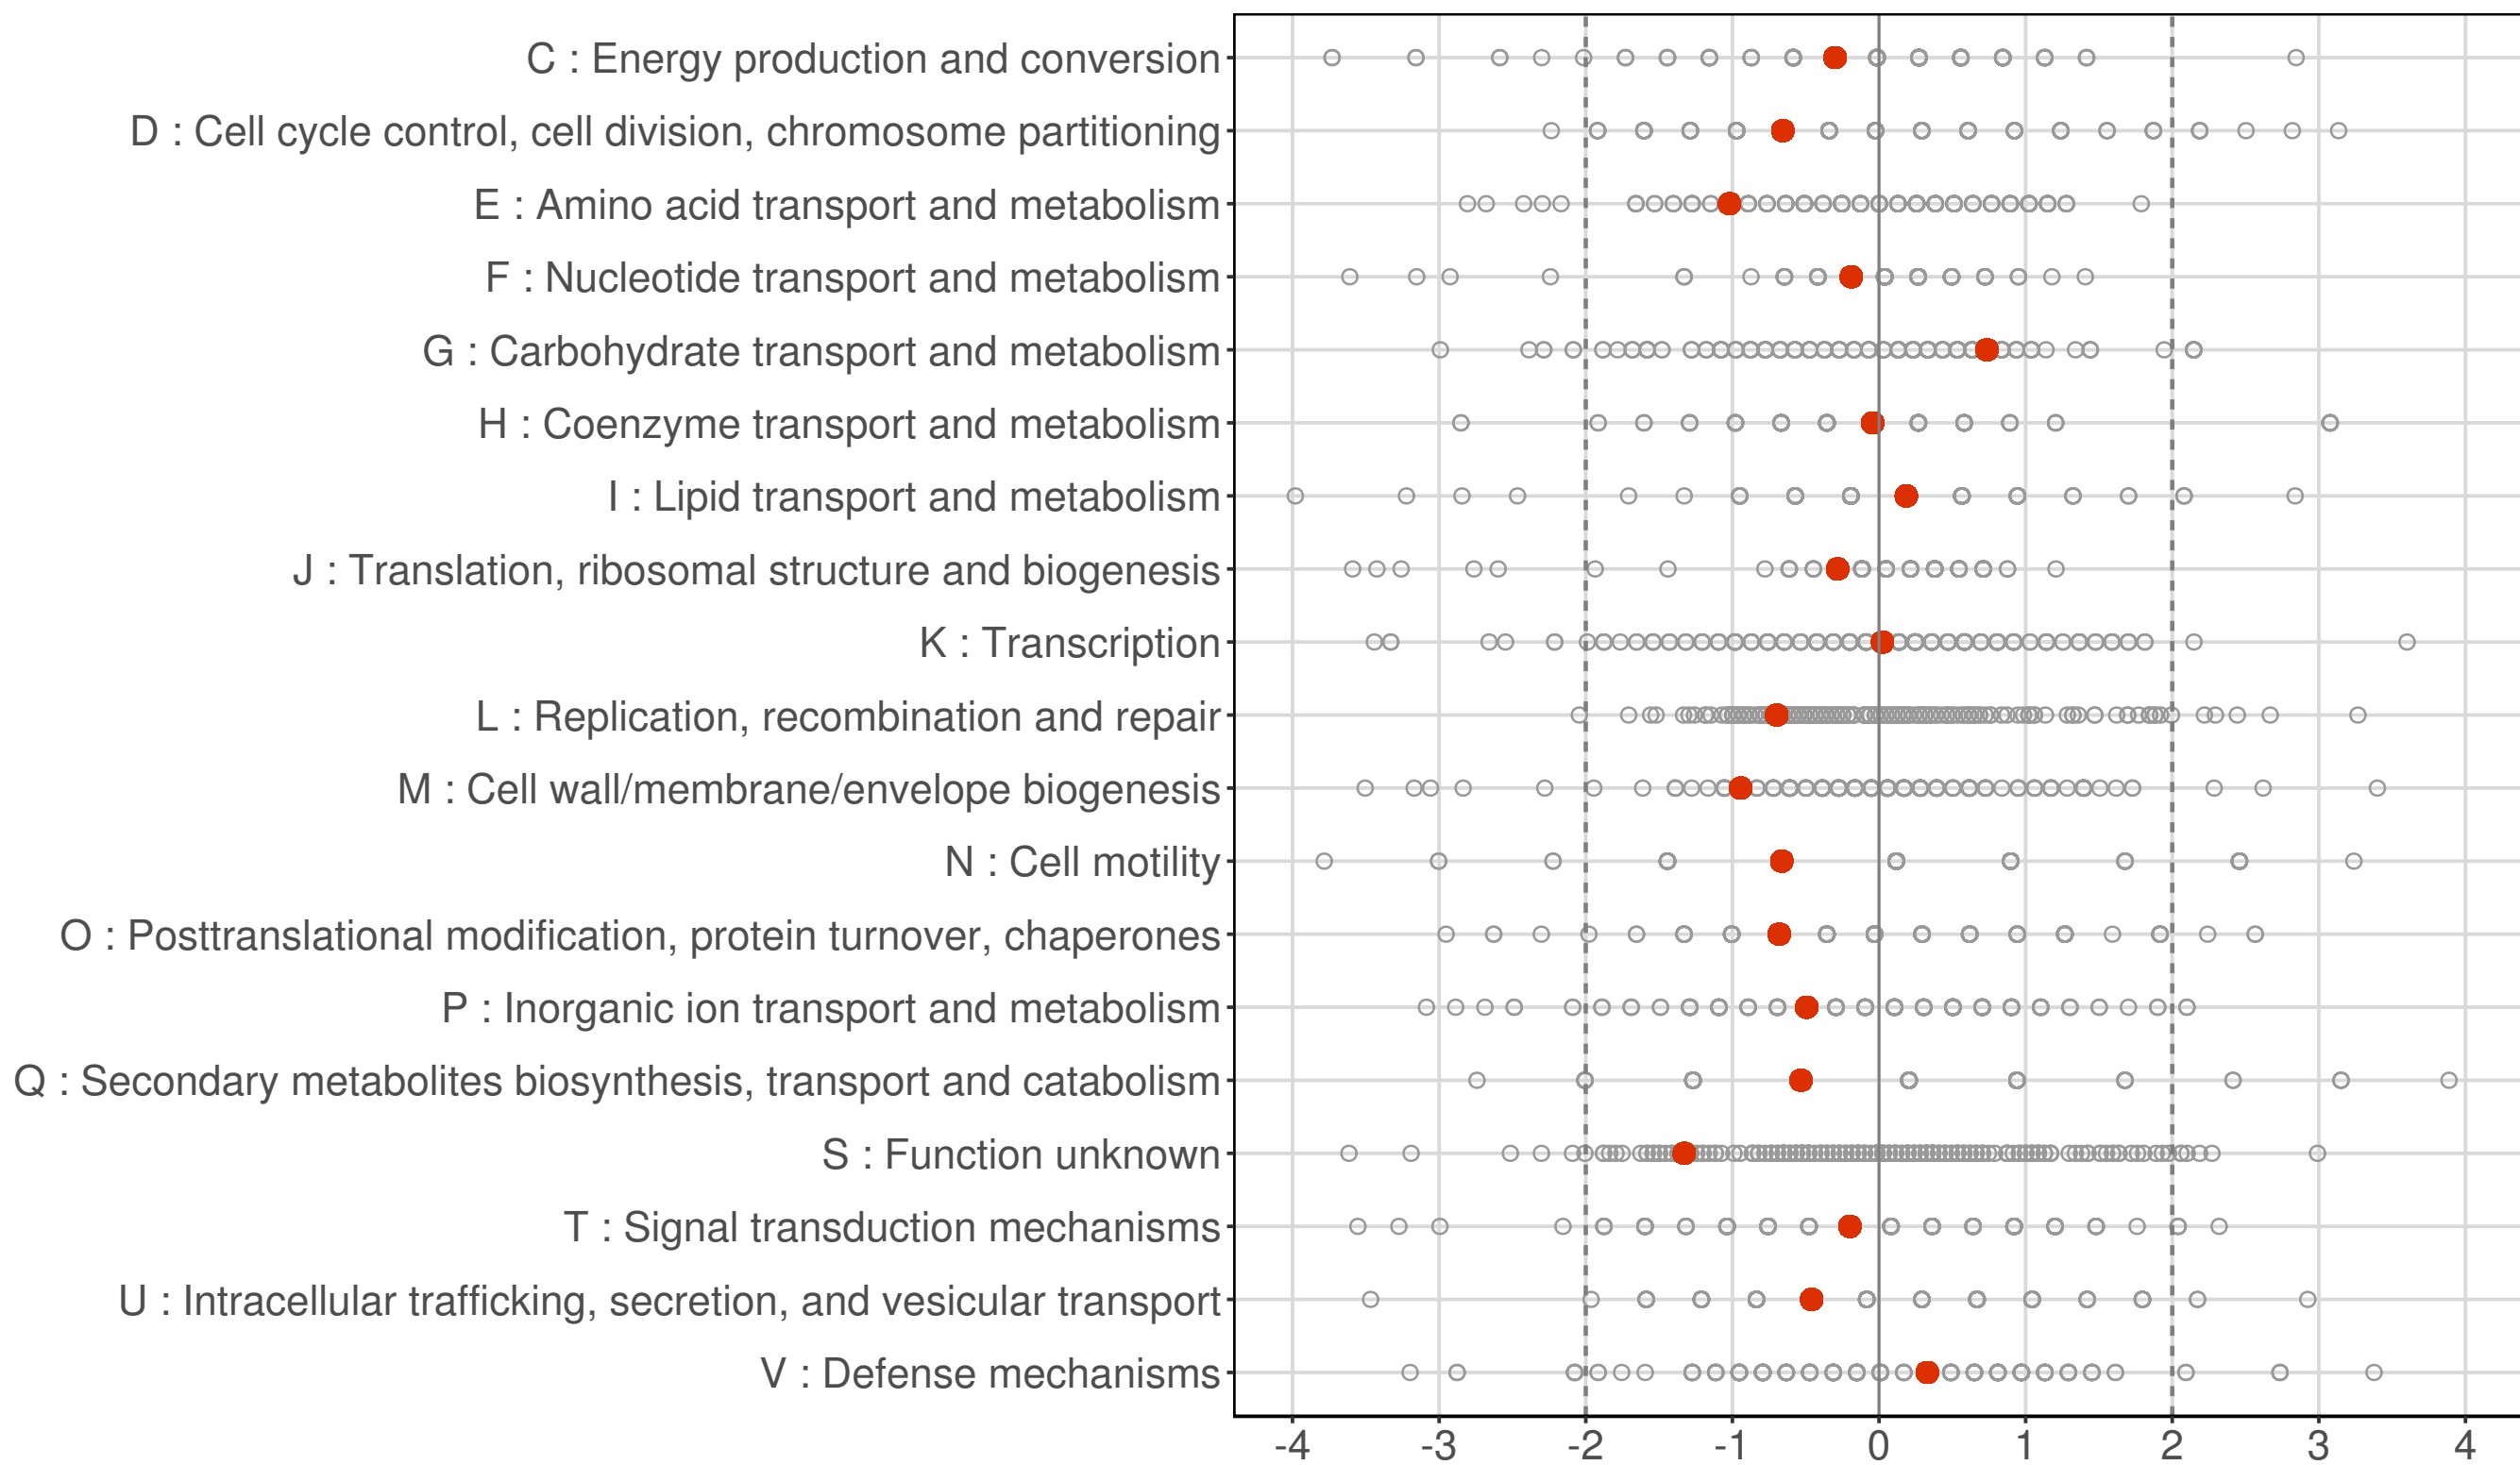 C : Energy production and conversion
D : Cell cycle control, cell division, chromosome partitioning
E : Amino acid transport and metabolism
F : Nucleotide transport and metabolism
G : Carbohydrate transport and metabolism
H : Coenzyme transport and metabolism
I : Lipid transport and metabolism
J : Translation, ribosomal structure and biogenesis
K : Transcription
L : Replication, recombination and repair
M : Cell wall/membrane/envelope biogenesis
N : Cell motility
O : Posttranslational modification, protein turnover, chaperones
P : Inorganic ion transport and metabolism
Q : Secondary metabolites biosynthesis, transport and catabolism
S : Function unknown
T : Signal transduction mechanisms
U : Intracellular trafficking, secretion, and vesicular transport
V : Defense mechanisms
-4 -3 -2 -1 0 1 2 3 4